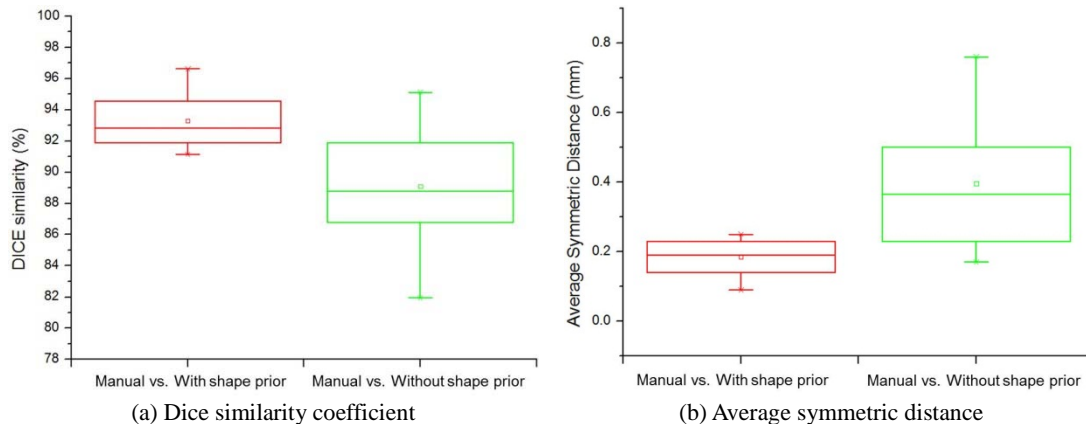 100
98
96
94
92
90
88
86
84
82
80
78
DICE similarity (%)
Manual vs. With shape prior
Manual vs. Without shape prior
(a) Dice similarity coefficient
0.8
0.6
0.4
0.2
0.0
Average Symmetric Distance (mm)
Manual vs. With shape prior
Manual vs. Without shape prior
(b) Average symmetric distance